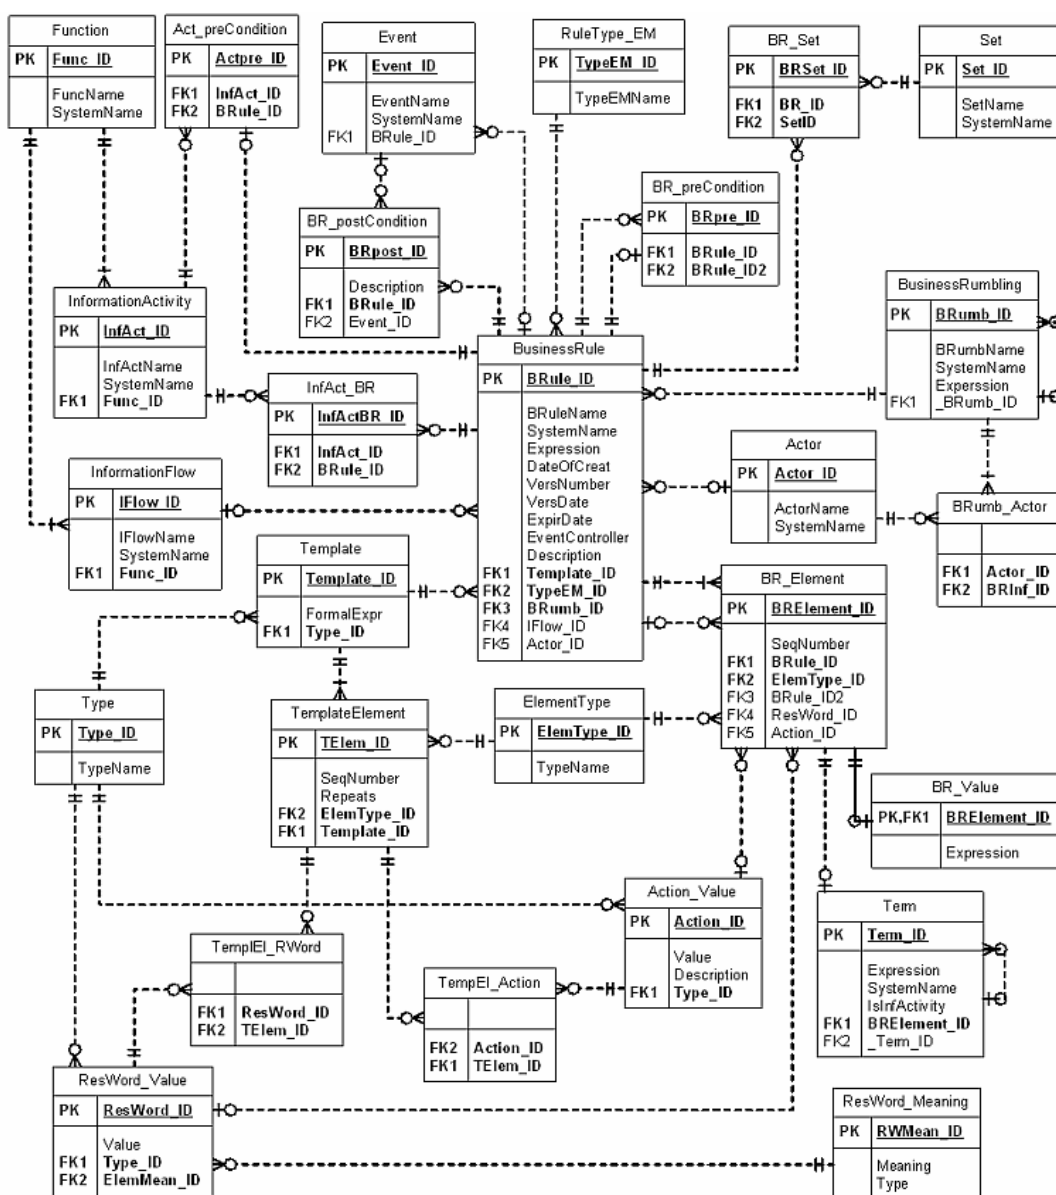 Function
PK Func_ID
FuncName
SystemName
Act_preCondition
PK Actpre_ID
FK1 InfAct_ID
FK2 BRule_ID
Event
PK Event_ID
EventName
SystemName
FK1 BRule_ID
RuleType_EM
PK TypeEM_ID
TypeEMName
BR_Set
PK BRSet_ID
FK1 BR_ID
FK2 SetID
Set
PK Set_ID
SetName
SystemName
BR_postCondition
PK BRpost_ID
Description
FK1 BRule_ID
FK2 Event_ID
BR_preCondition
PK BRpre_ID
FK1 BRule_ID
FK2 BRule_ID2
InformationActivity
PK InfAct_ID
InfActName
SystemName
FK1 Func_ID
BusinessRumbling
PK BRumb_ID
BRumbName
SystemName
Experssion
FK1 _BRumb_ID
InfAct_BR
PK InfActBR_ID
FK1 InfAct_ID
FK2 BRule_ID
BusinessRule
PK BRule_ID
BRuleName
SystemName
Expression
DateOfCreat
VersNumber
VersDate
ExpirDate
EventController
Description
FK1 Template_ID
FK2 TypeEM_ID
FK3 BRumb_ID
FK4 IFlow_ID
FK5 Actor_ID
Actor
PK Actor_ID
ActorName
SystemName
BRumb_Actor
FK1 Actor_ID
FK2 BRInf_ID
InformationFlow
PK IFlow_ID
IFlowName
SystemName
FK1 Func_ID
Template
PK Template_ID
FormalExpr
FK1 Type_ID
BR_Element
PK BRElement_ID
SeqNumber
FK1 BRule_ID
FK2 ElemType_ID
FK3 BRule_ID2
FK4 ResWord_ID
FK5 Action_ID
Type
PK Type_ID
TypeName
TemplateElement
PK TElem_ID
SeqNumber
Repeats
FK2 ElemType_ID
FK1 Template_ID
ElementType
PK ElemType_ID
TypeName
BR_Value
PK,FK1 BRElement_ID
Expression
Action_Value
PK Action_ID
Value
Description
FK1 Type_ID
Term
PK Term_ID
Expression
SystemName
IsInfActivity
FK1 BRElement_ID
FK2 _Term_ID
TemplEl_RWord
FK1 ResWord_ID
FK2 TElem_ID
TempEl_Action
FK2 Action_ID
FK1 TElem_ID
ResWord_Value
PK ResWord_ID
Value
FK1 Type_ID
FK2 ElemMean_ID
ResWord_Meaning
PK RWMean_ID
Meaning
Type